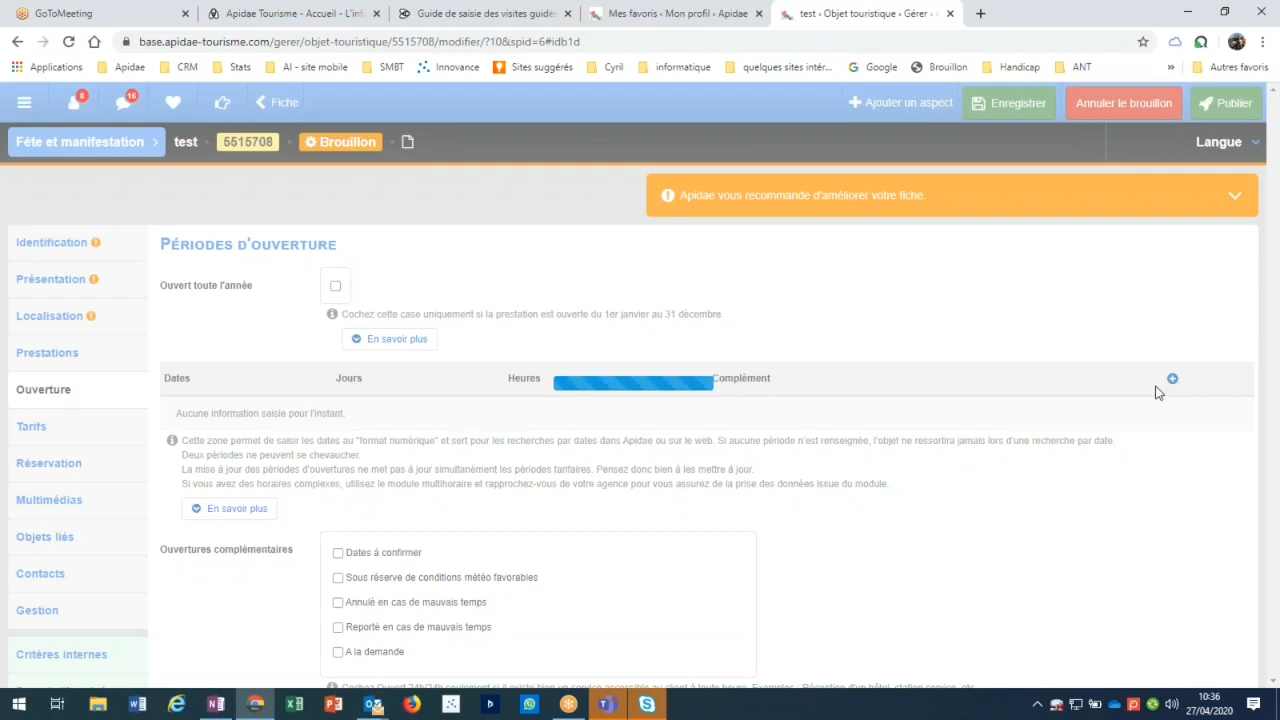 GoToMeeting
Apidae Tourisme - Accueil - L'inf
Guide de saisie des visites guidé
Mes favoris ‹ Mon profil ‹ Apidae
test ‹ Objet touristique ‹ Gérer ‹ A
base.apidae-tourisme.com/gerer/objet-touristique/5515708/modifier/?10&spid=6#idb1d
Applications
Apidae
CRM
Stats
AI - site mobile
SMBT
Innovance
Sites suggérés
Cyril
informatique
quelques sites intér...
Google
Brouillon
Handicap
ANT
»
Autres favoris
8
16
Fiche
Ajouter un aspect
Enregistrer
Annuler le brouillon
Publier
Fête et manifestation
test
5515708
Brouillon
Langue
Apidae vous recommande d'améliorer votre fiche.
Identification
Présentation
Localisation
Prestations
Ouverture
Tarifs
Réservation
Multimédias
Objets liés
Contacts
Gestion
Critères internes
Périodes d'ouverture
Ouvert toute l'année
Cochez cette case uniquement si la prestation est ouverte du 1er janvier au 31 décembre.
En savoir plus
Dates
Jours
Heures
Complément
Aucune information saisie pour l'instant.
Cette zone permet de saisir les dates au "format numérique" et sert pour les recherches par dates dans Apidae ou sur le web. Si aucune période n'est renseignée, l'objet ne ressortira jamais lors d'une recherche par date.
Deux périodes ne peuvent se chevaucher.
La mise à jour des périodes d'ouvertures ne met pas à jour simultanément les périodes tarifaires. Pensez donc bien à les mettre à jour.
Si vous avez des horaires complexes, utilisez le module multihoraire et rapprochez-vous de votre agence pour vous assurez de la prise des données issue du module.
En savoir plus
Ouvertures complémentaires
Dates à confirmer
Sous réserve de conditions météo favorables
Annulé en cas de mauvais temps
Reporté en cas de mauvais temps
A la demande
Cochez Ouvert 24h/24h seulement si il existe bien un service accessible au client à toute heure. Exemples : Réception d'un hôtel, station service, etc.
10:36
27/04/2020